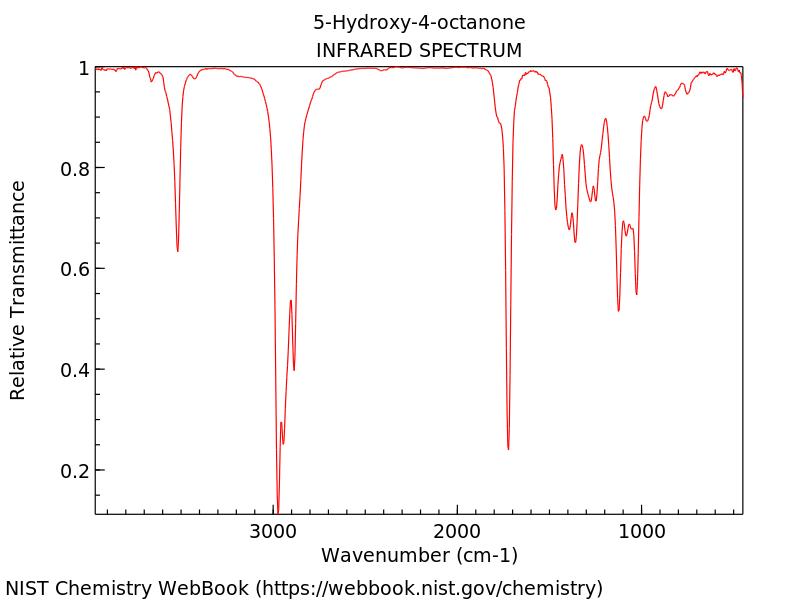 5-Hydroxy-4-octanone
INFRARED SPECTRUM
1
0.8
0.6
0.4
0.2
Relative Transmittance
3000 2000 1000
Wavenumber (cm-1)
NIST Chemistry WebBook (https://webbook.nist.gov/chemistry)